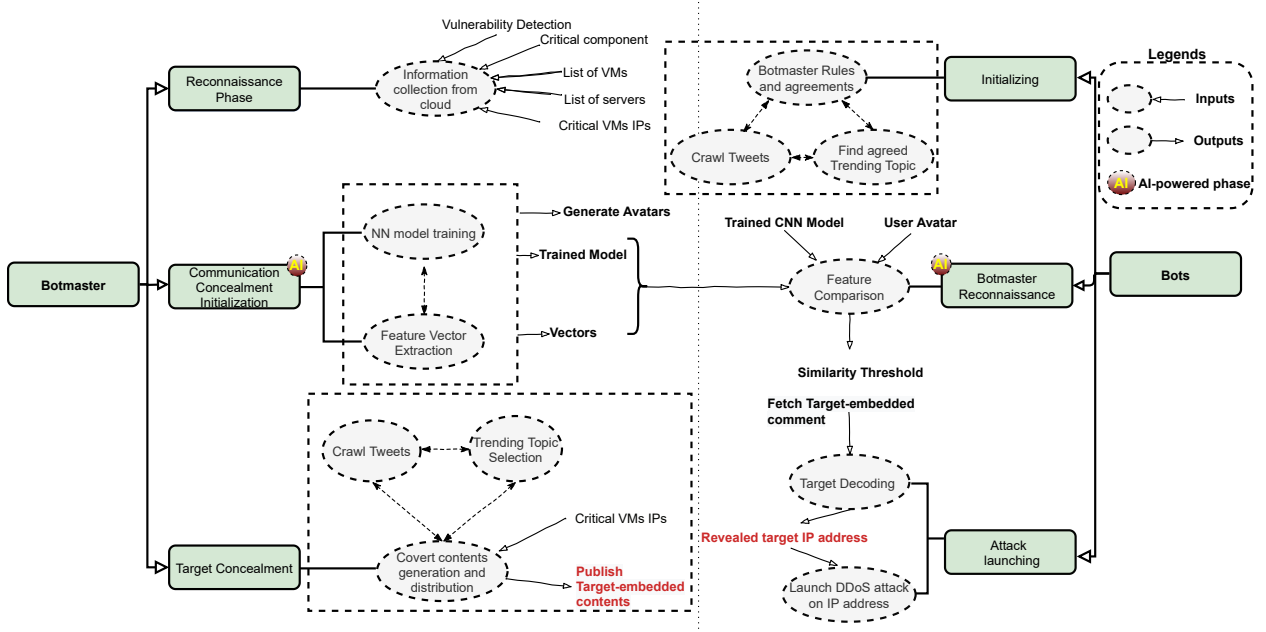 Vulnerability Detection
Critical component
List of VMs
List of servers
Critical VMs IPs
Reconnaissance
Phase
Information
collection from
cloud
Botmaster
Communication
Concealment
Initialization
AI
NN model training
Feature Vector
Extraction
Generate Avatars
Trained Model
Vectors
Crawl Tweets
Trending Topic
Selection
Critical VMs IPs
Target Concealment
Covert contents
generation and
distribution
Publish
Target-embedded
contents
Botmaster Rules
and agreements
Crawl Tweets
Find agreed
Trending Topic
Initializing
Legends
Inputs
Outputs
AI
AI-powered phase
Trained CNN Model
User Avatar
Feature
Comparison
AI
Botmaster
Reconnaissance
Bots
Similarity Threshold
Fetch Target-embedded
comment
Target Decoding
Revealed target IP address
Launch DDoS attack
on IP address
Attack
launching